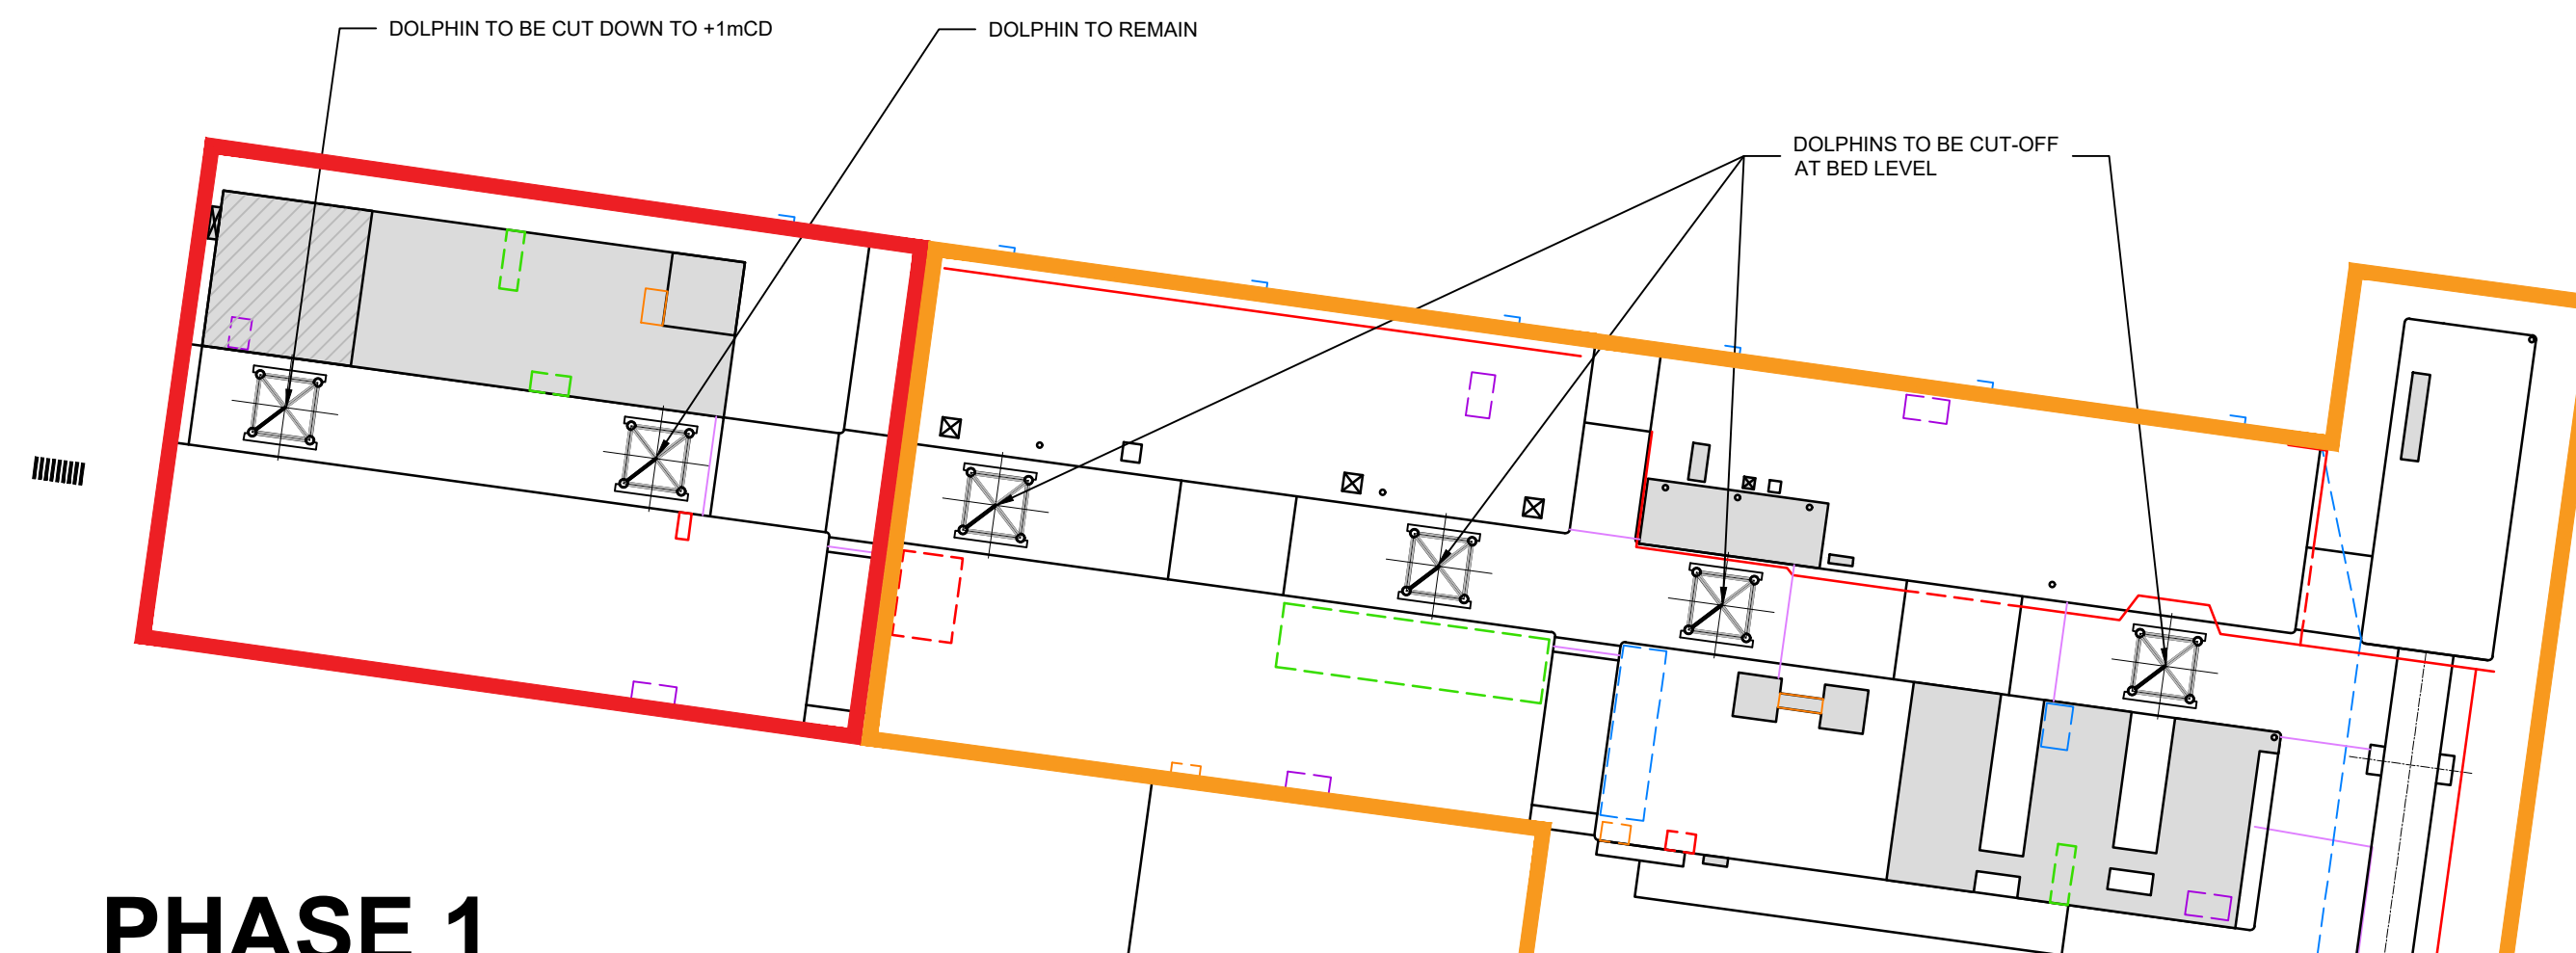 DOLPHIN TO BE CUT DOWN TO +1mCD
DOLPHIN TO REMAIN
DOLPHINS TO BE CUT-OFF
AT BED LEVEL
PHASE 1